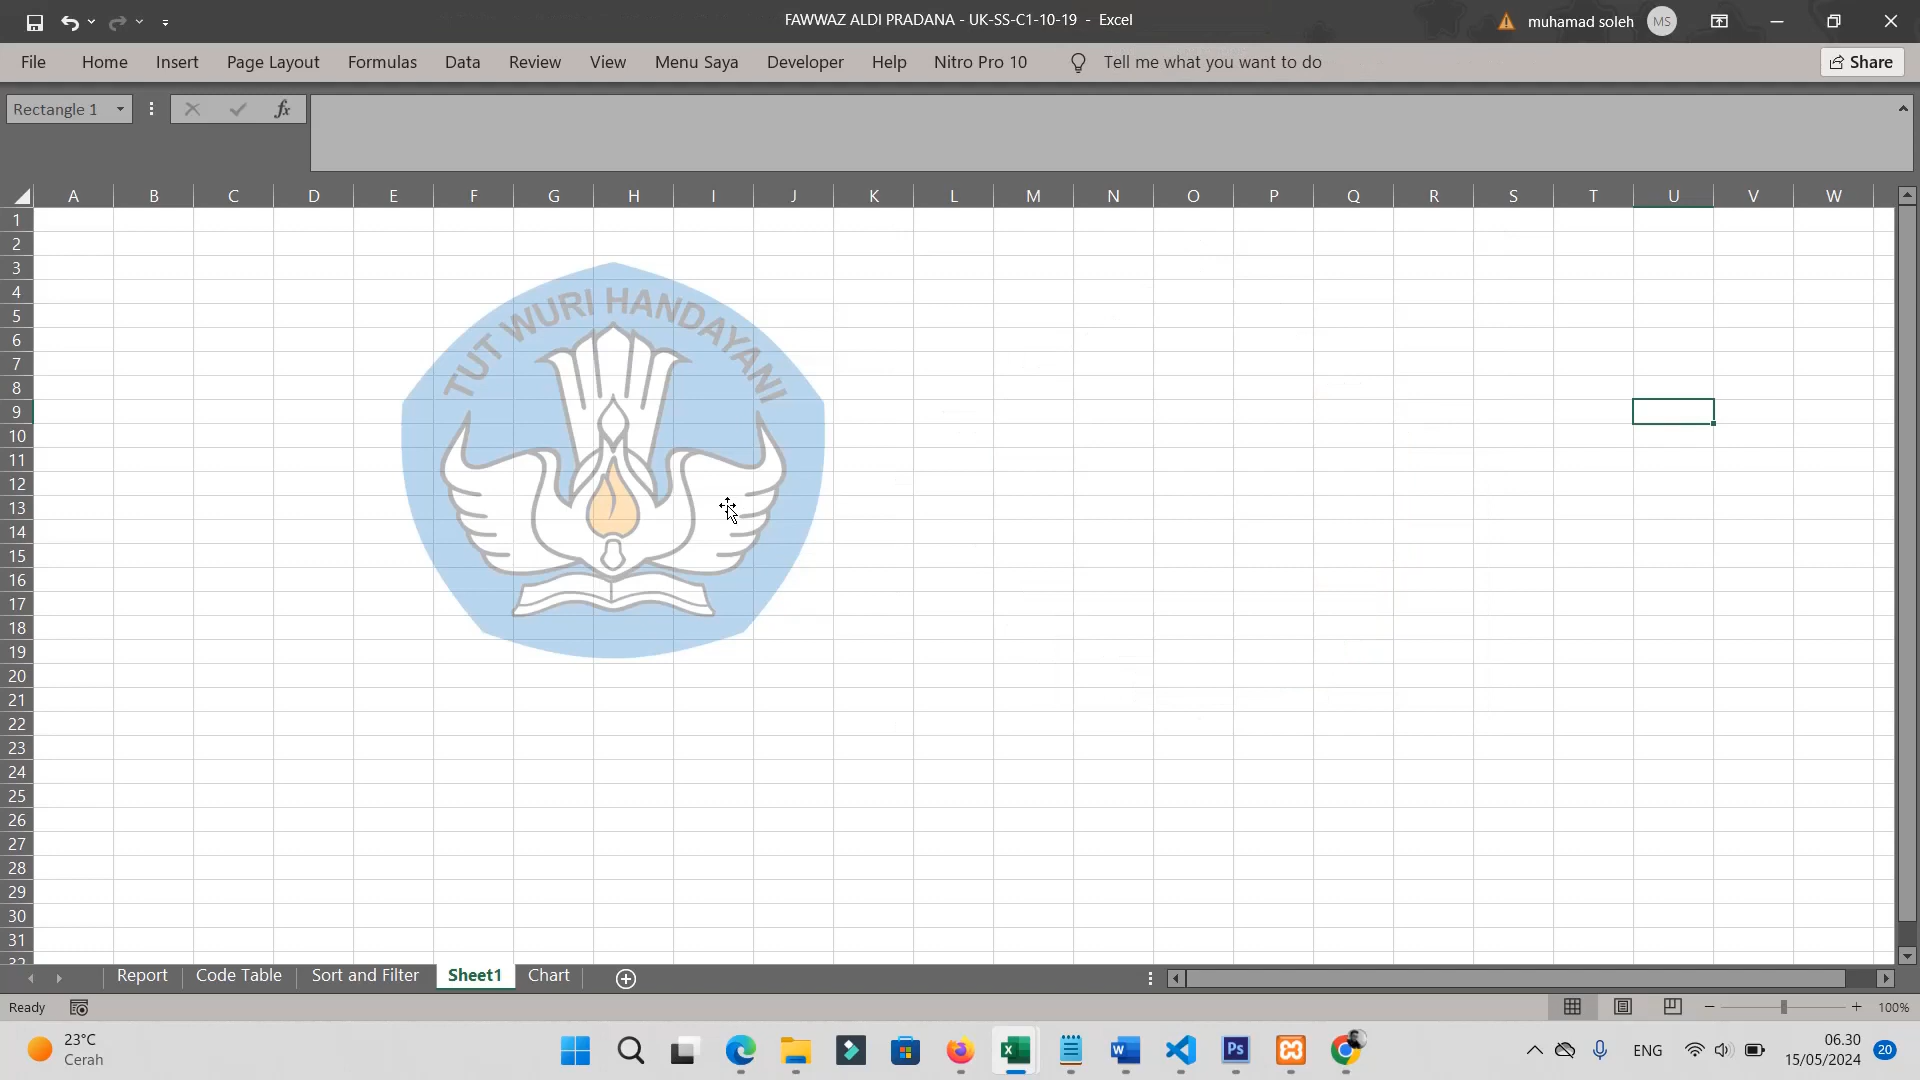 FAWWAZ ALDI PRADANA - UK-SS-C1-10-19 - Excel
muhamad soleh
MS
File Home Insert Page Layout Formulas Data Review View Menu Saya Developer Help Nitro Pro 10 Tell me what you want to do Share
Rectangle 1
fx
A B C D E F G H I J K L M N O P Q R S T U V W
1
2
3
4
5
6
7
8
9
10
11
12
13
14
15
16
17
18
19
20
21
22
23
24
25
26
27
28
29
30
31
TUT WURI HANDAYANI
Report Code Table Sort and Filter Sheet1 Chart
Ready
100%
23°C
Cerah
Ps
ENG
06.30
15/05/2024
20